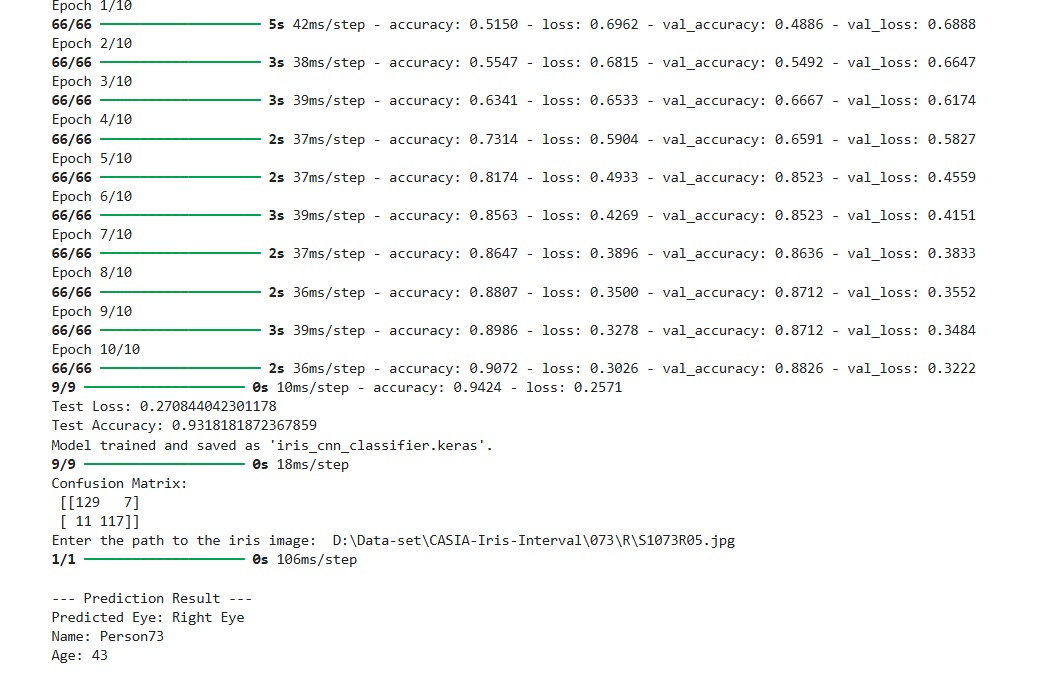 Epoch 1/10
66/66 ━━━━━━━━━━━━━━━━━━━━ 5s 42ms/step - accuracy: 0.5150 - loss: 0.6962 - val_accuracy: 0.4886 - val_loss: 0.6888
Epoch 2/10
66/66 ━━━━━━━━━━━━━━━━━━━━ 3s 38ms/step - accuracy: 0.5547 - loss: 0.6815 - val_accuracy: 0.5492 - val_loss: 0.6647
Epoch 3/10
66/66 ━━━━━━━━━━━━━━━━━━━━ 3s 39ms/step - accuracy: 0.6341 - loss: 0.6533 - val_accuracy: 0.6667 - val_loss: 0.6174
Epoch 4/10
66/66 ━━━━━━━━━━━━━━━━━━━━ 2s 37ms/step - accuracy: 0.7314 - loss: 0.5904 - val_accuracy: 0.6591 - val_loss: 0.5827
Epoch 5/10
66/66 ━━━━━━━━━━━━━━━━━━━━ 2s 37ms/step - accuracy: 0.8174 - loss: 0.4933 - val_accuracy: 0.8523 - val_loss: 0.4559
Epoch 6/10
66/66 ━━━━━━━━━━━━━━━━━━━━ 3s 39ms/step - accuracy: 0.8563 - loss: 0.4269 - val_accuracy: 0.8523 - val_loss: 0.4151
Epoch 7/10
66/66 ━━━━━━━━━━━━━━━━━━━━ 2s 37ms/step - accuracy: 0.8647 - loss: 0.3896 - val_accuracy: 0.8636 - val_loss: 0.3833
Epoch 8/10
66/66 ━━━━━━━━━━━━━━━━━━━━ 2s 36ms/step - accuracy: 0.8807 - loss: 0.3500 - val_accuracy: 0.8712 - val_loss: 0.3552
Epoch 9/10
66/66 ━━━━━━━━━━━━━━━━━━━━ 3s 39ms/step - accuracy: 0.8986 - loss: 0.3278 - val_accuracy: 0.8712 - val_loss: 0.3484
Epoch 10/10
66/66 ━━━━━━━━━━━━━━━━━━━━ 2s 36ms/step - accuracy: 0.9072 - loss: 0.3026 - val_accuracy: 0.8826 - val_loss: 0.3222
9/9 ━━━━━━━━━━━━━━━━━━━━ 0s 10ms/step - accuracy: 0.9424 - loss: 0.2571
Test Loss: 0.270844042301178
Test Accuracy: 0.9318181872367859
Model trained and saved as 'iris_cnn_classifier.keras'.
9/9 ━━━━━━━━━━━━━━━━━━━━ 0s 18ms/step
Confusion Matrix:
[[129   7]
[ 11 117]]
Enter the path to the iris image:  D:\Data-set\CASIA-Iris-Interval\073\R\S1073R05.jpg
1/1 ━━━━━━━━━━━━━━━━━━━━ 0s 106ms/step
--- Prediction Result ---
Predicted Eye: Right Eye
Name: Person73
Age: 43